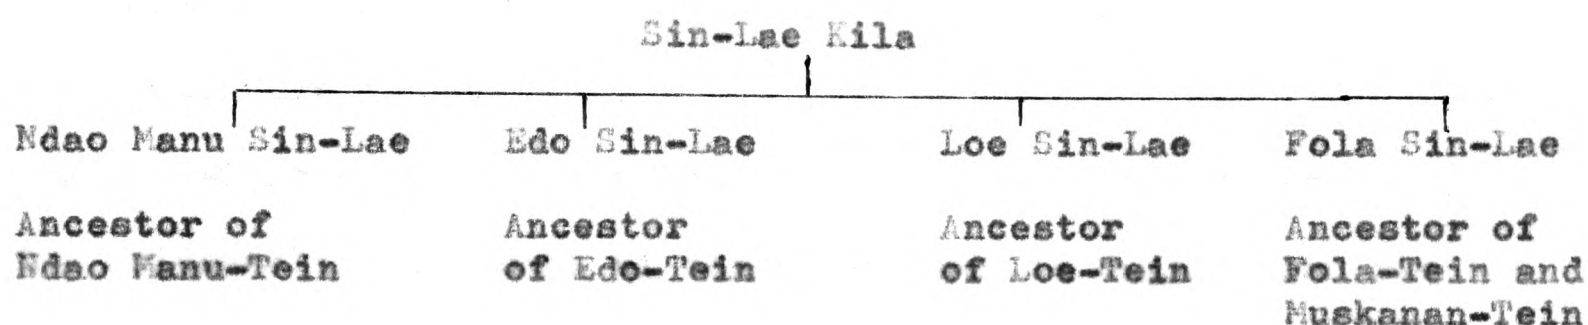 Sin-Lae Kila
Ndao Manu Sin-Lae Edo Sin-Lae Loe Sin-Lae Fola Sin-Lae
Ancestor of Ancestor Ancestor Ancestor of
Ndao Manu-Tein of Edo-Tein of Loe-Tein Fola-Tein and
Muskanan-Tein